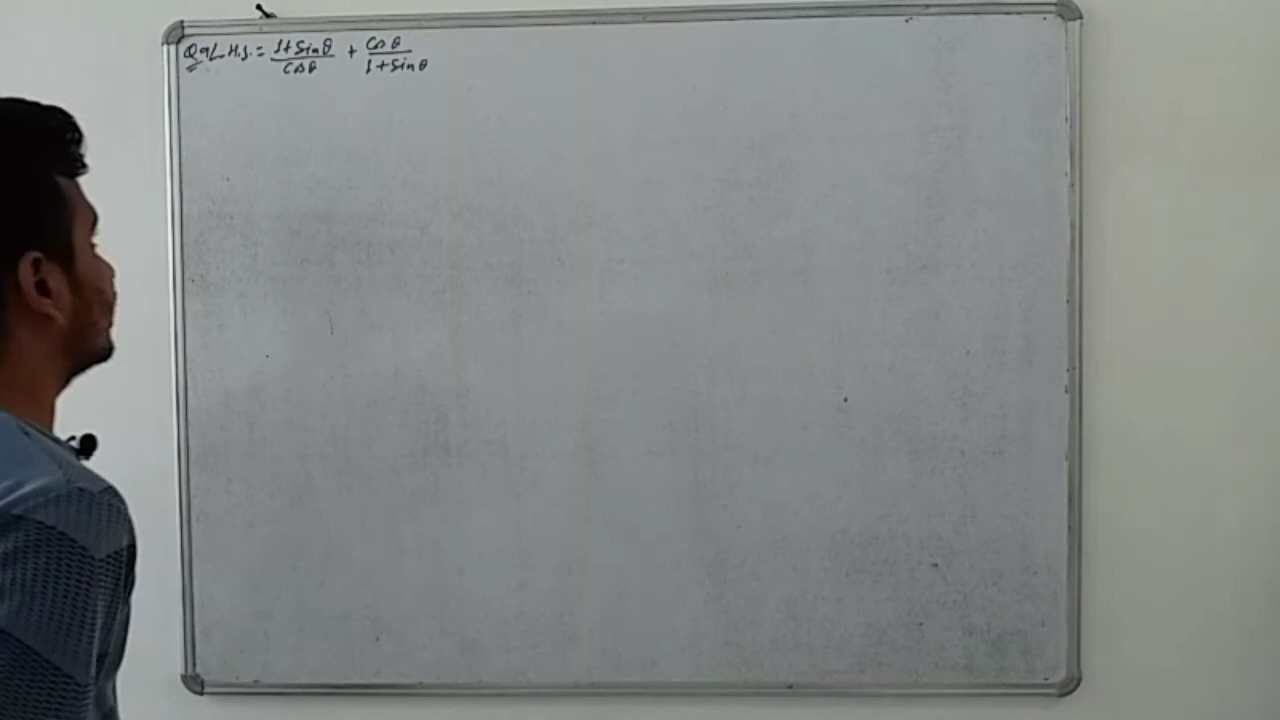 Q9/ L.H.S. = 1+Sinθ/Cosθ + Cosθ/1+Sinθ